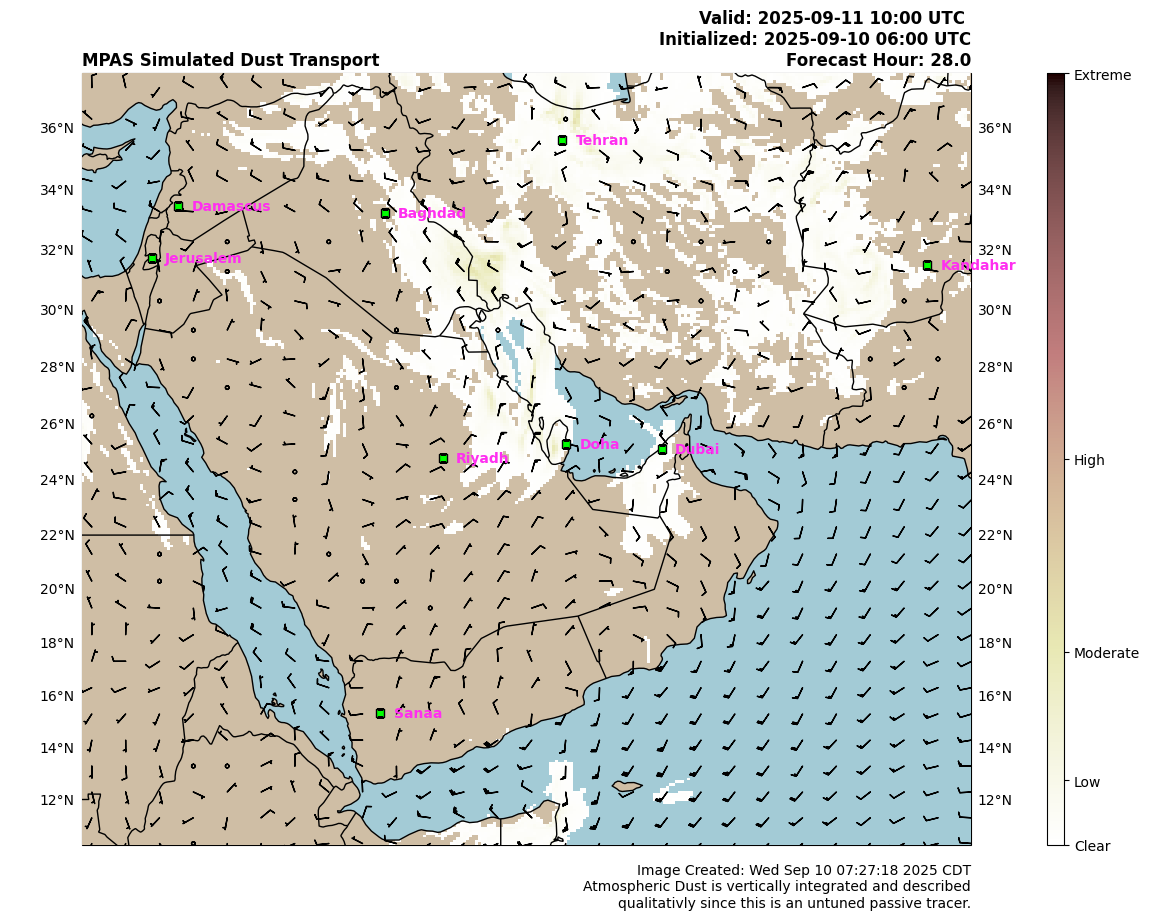 Valid: 2025-09-11 10:00 UTC
Initialized: 2025-09-10 06:00 UTC
MPAS Simulated Dust Transport
Forecast Hour: 28.0
Extreme
36°N
36°N
Tehran
34°N
34°N
Damascus
Baghdad
32°N
32°N
Jerusalem
Kandahar
30°N
30°N
28°N
28°N
26°N
26°N
Doha
Dubai
Riyadh
High
24°N
24°N
22°N
22°N
20°N
20°N
18°N
18°N
Moderate
16°N
16°N
Sanaa
14°N
14°N
Low
12°N
12°N
Clear
Image Created: Wed Sep 10 07:27:18 2025 CDT
Atmospheric Dust is vertically integrated and described
qualitativly since this is an untuned passive tracer.